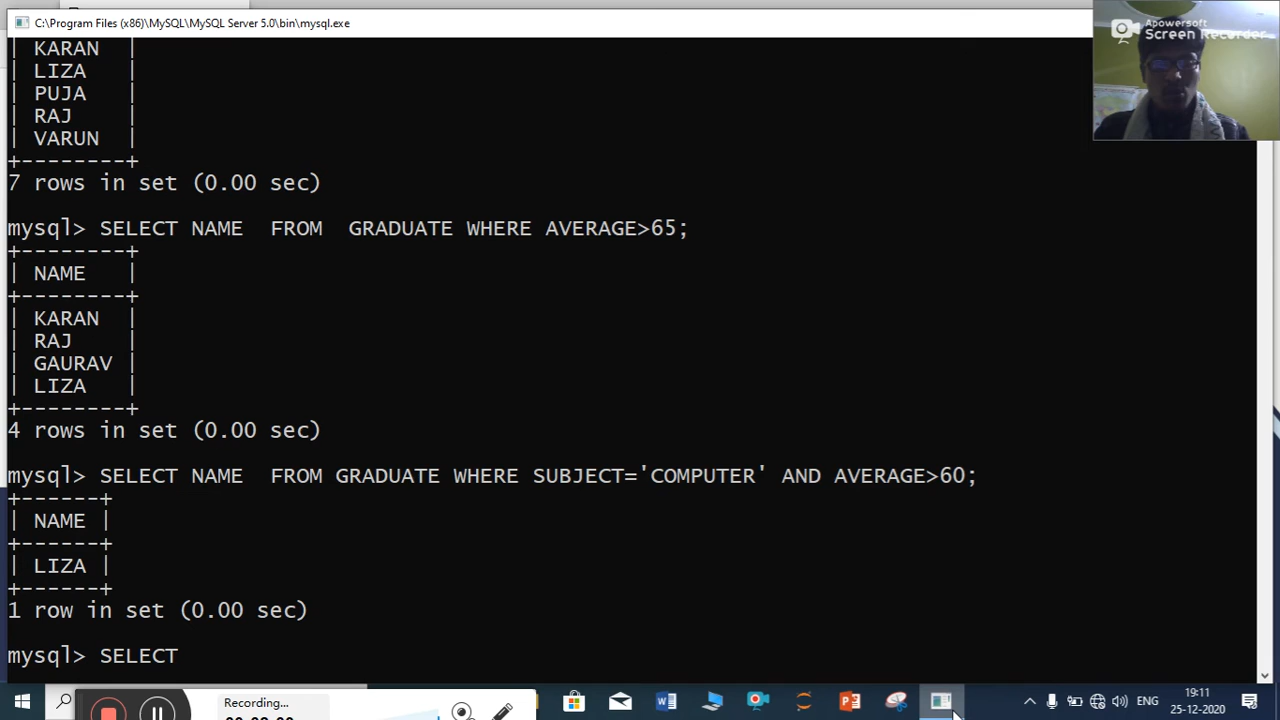 C:\Program Files (x86)\MySQL\MySQL Server 5.0\bin\mysql.exe
Apowersoft
Screen Recorder
| KARAN |
| LIZA |
| PUJA |
| RAJ |
| VARUN |
+--------+
7 rows in set (0.00 sec)
mysql> SELECT NAME  FROM  GRADUATE WHERE AVERAGE>65;
+--------+
| NAME |
+--------+
| KARAN |
| RAJ |
| GAURAV |
| LIZA |
+--------+
4 rows in set (0.00 sec)
mysql> SELECT NAME  FROM GRADUATE WHERE SUBJECT='COMPUTER' AND AVERAGE>60;
+------+
| NAME |
+------+
| LIZA |
+------+
1 row in set (0.00 sec)
mysql> SELECT
Recording...
ENG
19:11
25-12-2020